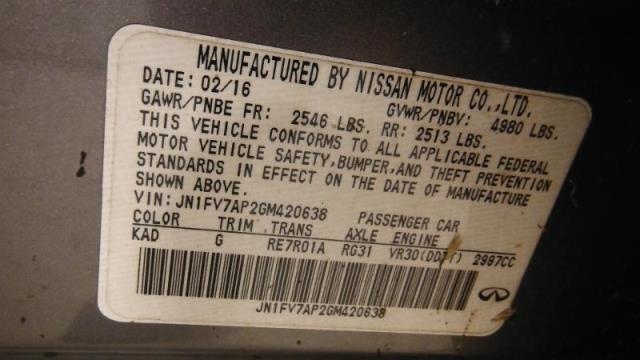 MANUFACTURED BY NISSAN MOTOR CO.,LTD.
DATE: 02/16 GVWR/PNBV: 4980 LBS.
GAWR/PNBE FR: 2546 LBS. RR: 2513 LBS.
THIS VEHICLE CONFORMS TO ALL APPLICABLE FEDERAL
MOTOR VEHICLE SAFETY,BUMPER,AND THEFT PREVENTION
STANDARDS IN EFFECT ON THE DATE OF MANUFACTURE
SHOWN ABOVE.
VIN: JN1FV7AP2GM420638 PASSENGER CAR
COLOR TRIM TRANS AXLE ENGINE
KAD G RE7R01A RG31 VR30(DDTT) 2997CC
JN1FV7AP2GM420638